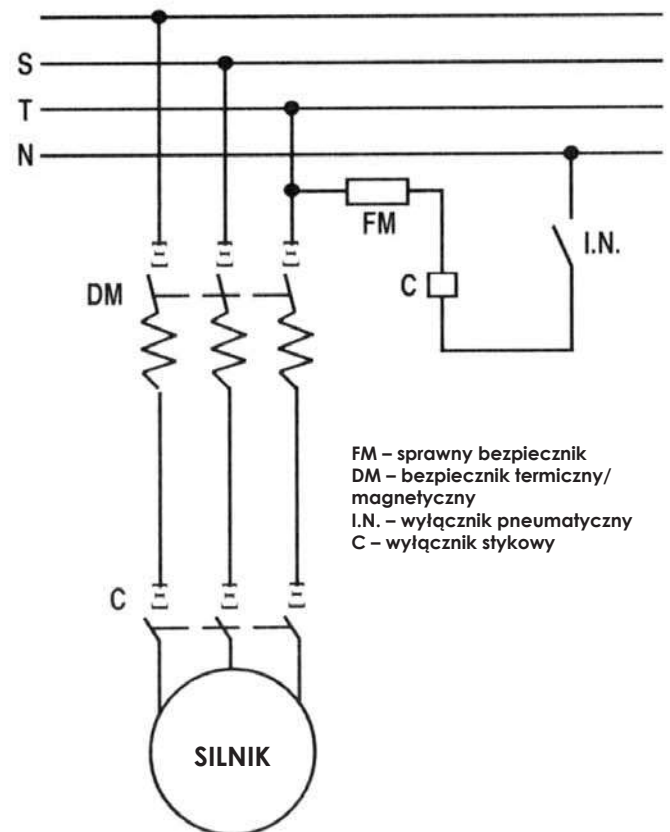 S
T
N
FM
I.N.
C
DM
FM – sprawny bezpiecznik
DM – bezpiecznik termiczny/
magnetyczny
I.N. – wyłącznik pneumatyczny
C – wyłącznik stykowy
C
SILNIK